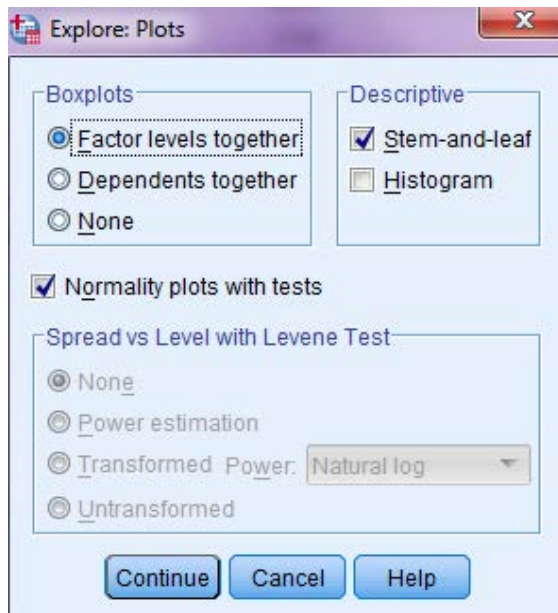 Explore: Plots
Boxplots
Factor levels together
Dependents together
None
Descriptive
Stem-and-leaf
Histogram
Normality plots with tests
Spread vs Level with Levene Test
None
Power estimation
Transformed Power: Natural log
Untransformed
Continue Cancel Help